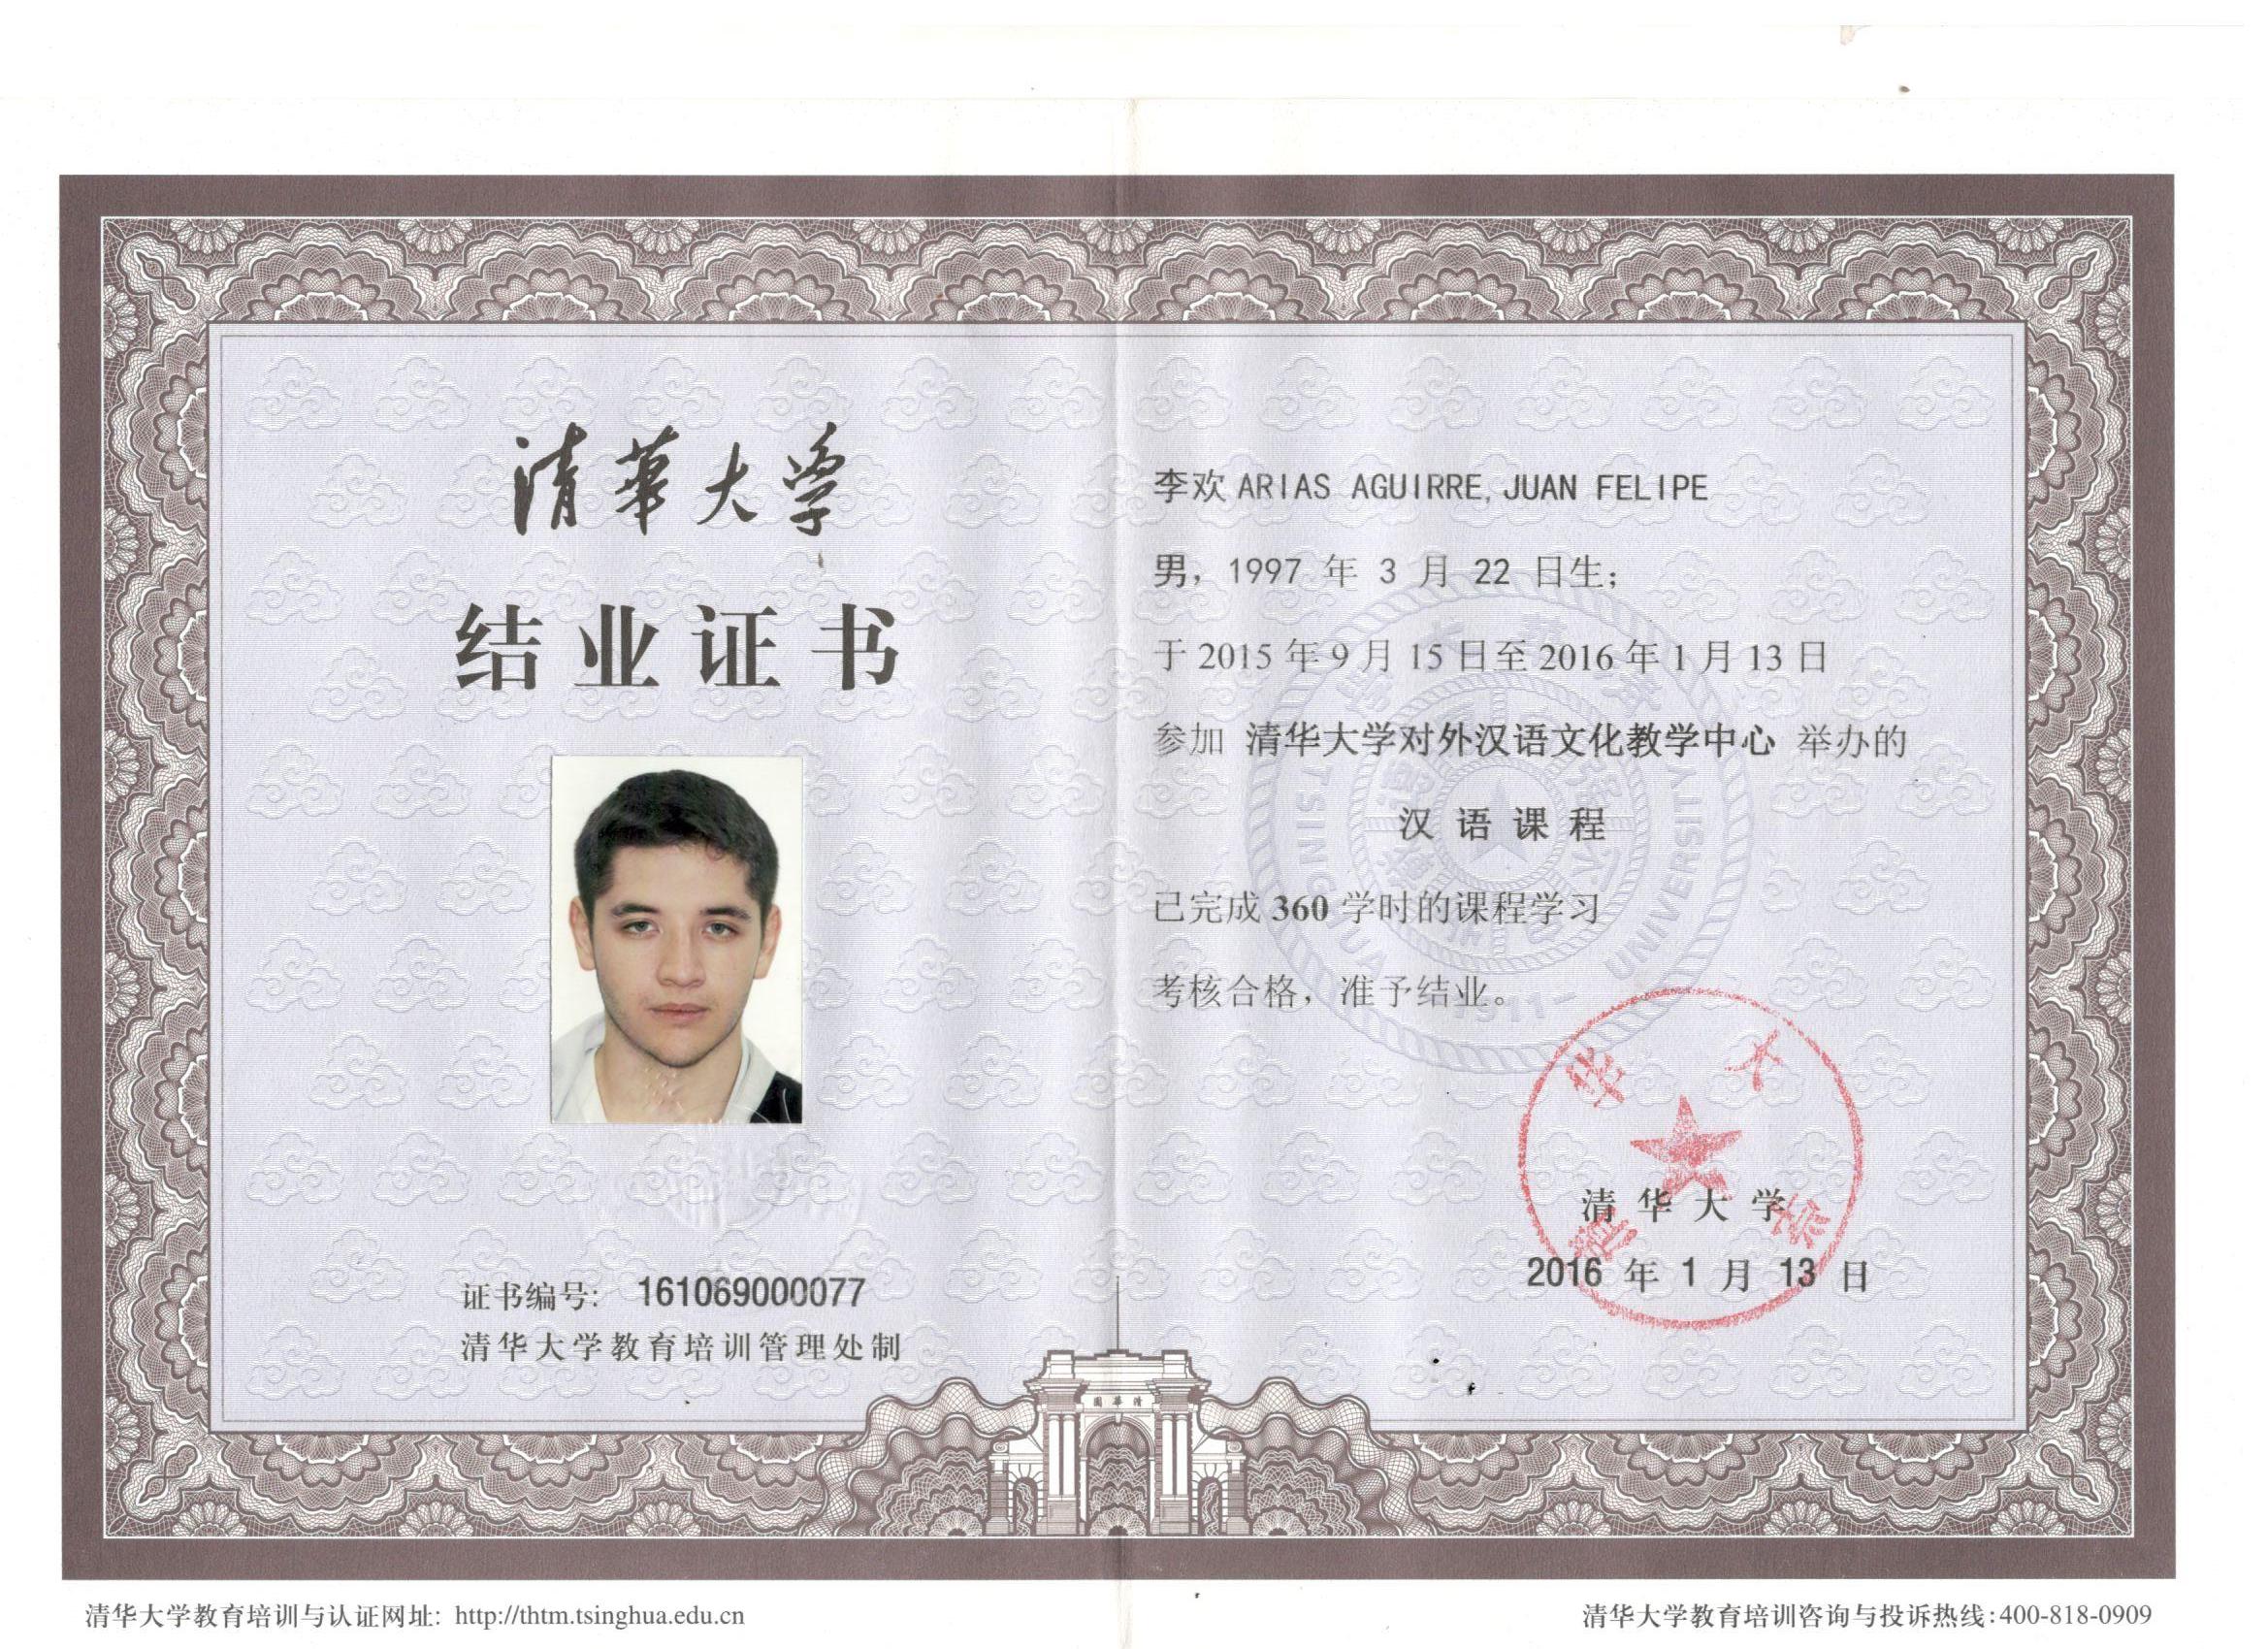 清華大学
结业证书
证书编号: 161069000077
清华大学教育培训管理处制
李欢 ARIAS AGUIRRE, JUAN FELIPE
男，1997 年 3 月 22 日生；
于 2015 年 9 月 15 日至 2016 年 1 月 13 日
参加 清华大学对外汉语文化教学中心 举办的
汉语课程
已完成 360 学时的课程学习
考核合格，准予结业。
TSINGHUA UNIVERSITY
1911
清华大学
清华大学
2016 年 1 月 13 日
園華清
清华大学教育培训与认证网址: http://thtm.tsinghua.edu.cn
清华大学教育培训咨询与投诉热线:400-818-0909